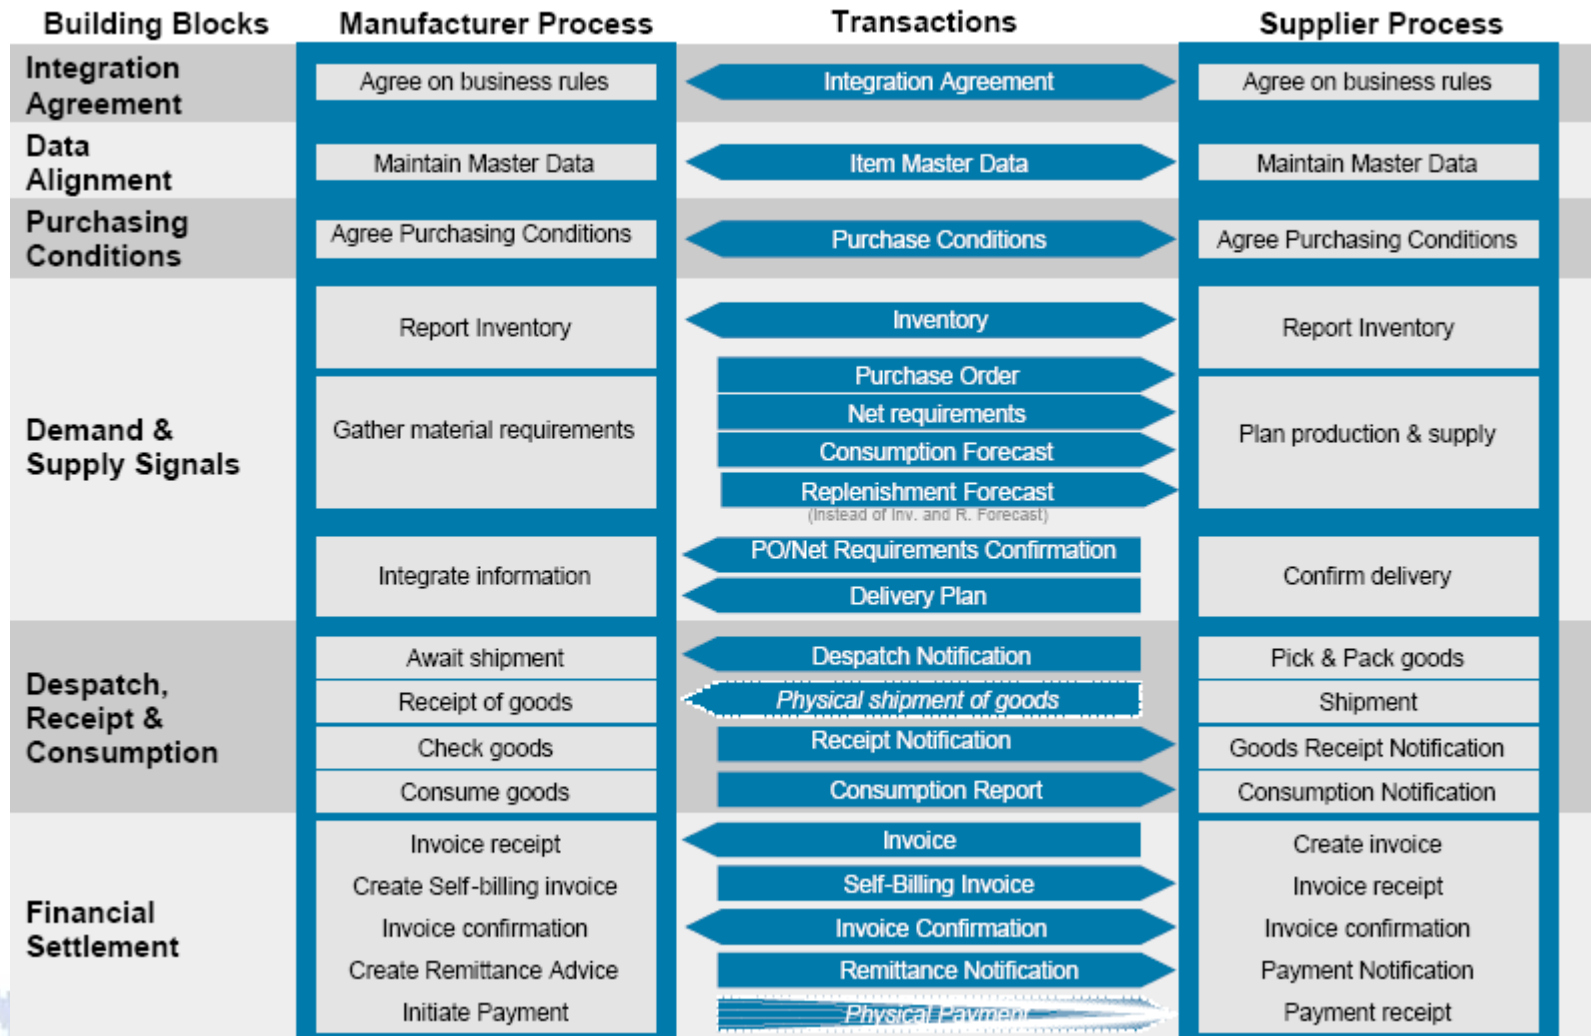 Building Blocks Manufacturer Process Transactions Supplier Process
Integration
Agreement
Agree on business rules Integration Agreement Agree on business rules
Data
Alignment
Maintain Master Data Item Master Data Maintain Master Data
Purchasing
Conditions
Agree Purchasing Conditions Purchase Conditions Agree Purchasing Conditions
Demand &
Supply Signals
Report Inventory Inventory Report Inventory
Gather material requirements
Purchase Order
Net requirements
Consumption Forecast
Replenishment Forecast
(Instead of Inv. and R. Forecast)
Plan production & supply
Integrate information
PO/Net Requirements Confirmation
Delivery Plan
Confirm delivery
Despatch,
Receipt &
Consumption
Await shipment Despatch Notification Pick & Pack goods
Receipt of goods Physical shipment of goods Shipment
Check goods Receipt Notification Goods Receipt Notification
Consume goods Consumption Report Consumption Notification
Financial
Settlement
Invoice receipt Invoice Create invoice
Create Self-billing invoice Self-Billing Invoice Invoice receipt
Invoice confirmation Invoice Confirmation Invoice confirmation
Create Remittance Advice Remittance Notification Payment Notification
Initiate Payment Physical Payment Payment receipt